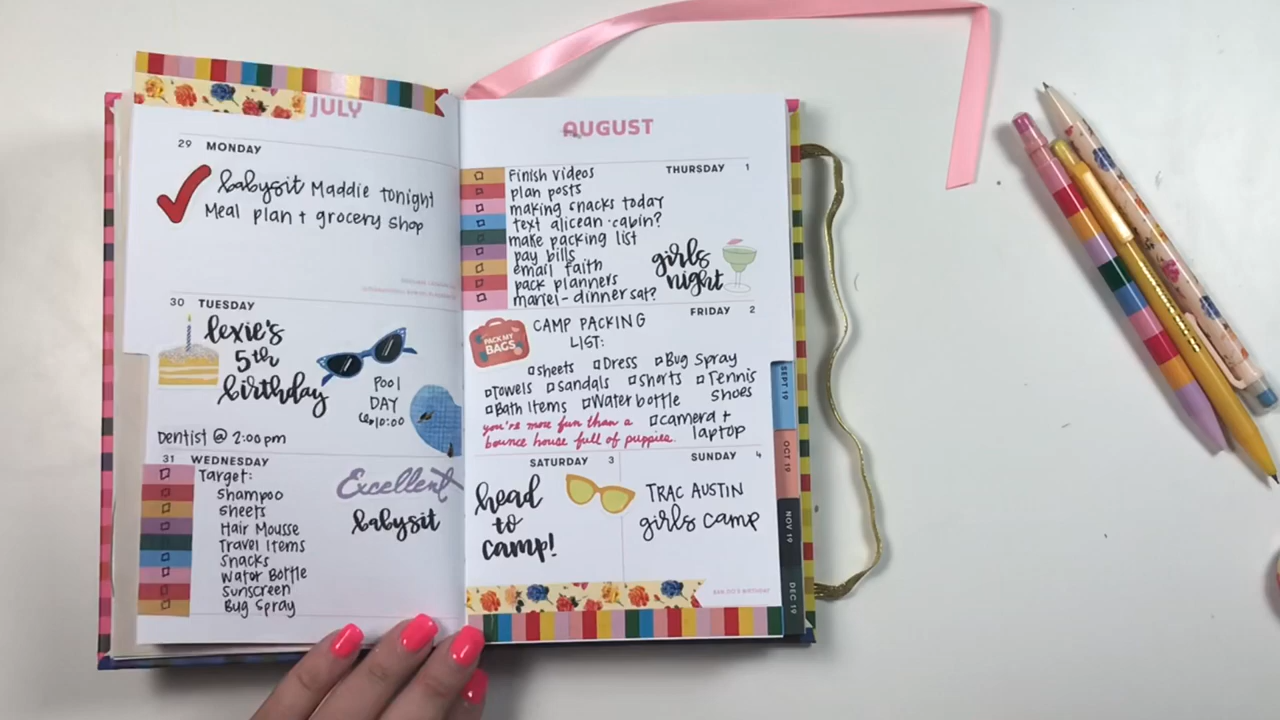 JULY
29 MONDAY
babysit Maddie tonight
Meal plan + grocery shop
30 TUESDAY
lexie's
5th
birthday
POOL
DAY
10:00
Dentist @ 2:00 pm
31 WEDNESDAY
Target:
Shampoo
Sheets
Hair Mousse
Travel Items
Snacks
Water Bottle
Sunscreen
Bug Spray
Excellent
babysit
AUGUST
THURSDAY 1
Finish videos
plan posts
making snacks today
text alicean · cabin?
make packing list
pay bills
email faith
pack planners
mariel - dinner sat?
girls
night
FRIDAY 2
PACK MY
BAGS
CAMP PACKING
LIST:
Sheets Dress Bug Spray
Towels Sandals Shorts Tennis
Shoes
Bath Items Water bottle
camera +
laptop
you're more fun than a
bounce house full of puppies.
SATURDAY 3
head
to
camp!
SUNDAY 4
TRAC AUSTIN
girls camp
BAN.DO'S BIRTHDAY
SEPT 19
OCT 19
NOV 19
DEC 19